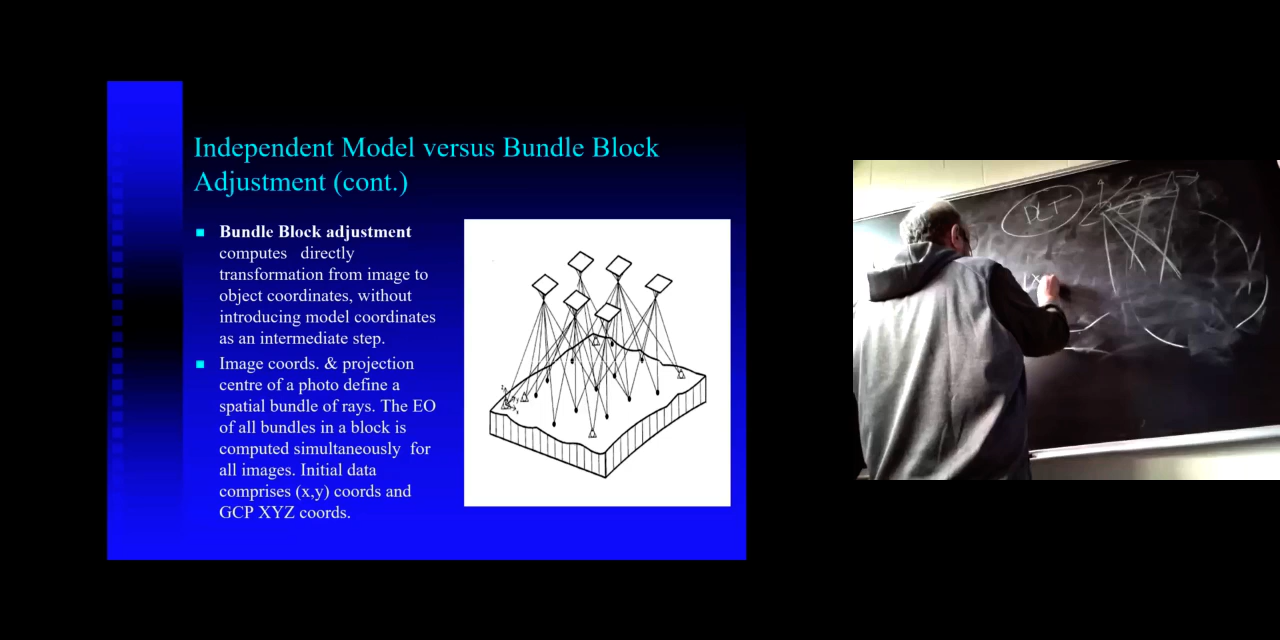 Independent Model versus Bundle Block
Adjustment (cont.)
Bundle Block adjustment
computes directly
transformation from image to
object coordinates, without
introducing model coordinates
as an intermediate step.
Image coords. & projection
centre of a photo define a
spatial bundle of rays. The EO
of all bundles in a block is
computed simultaneously for
all images. Initial data
comprises (x,y) coords and
GCP XYZ coords.
DLT